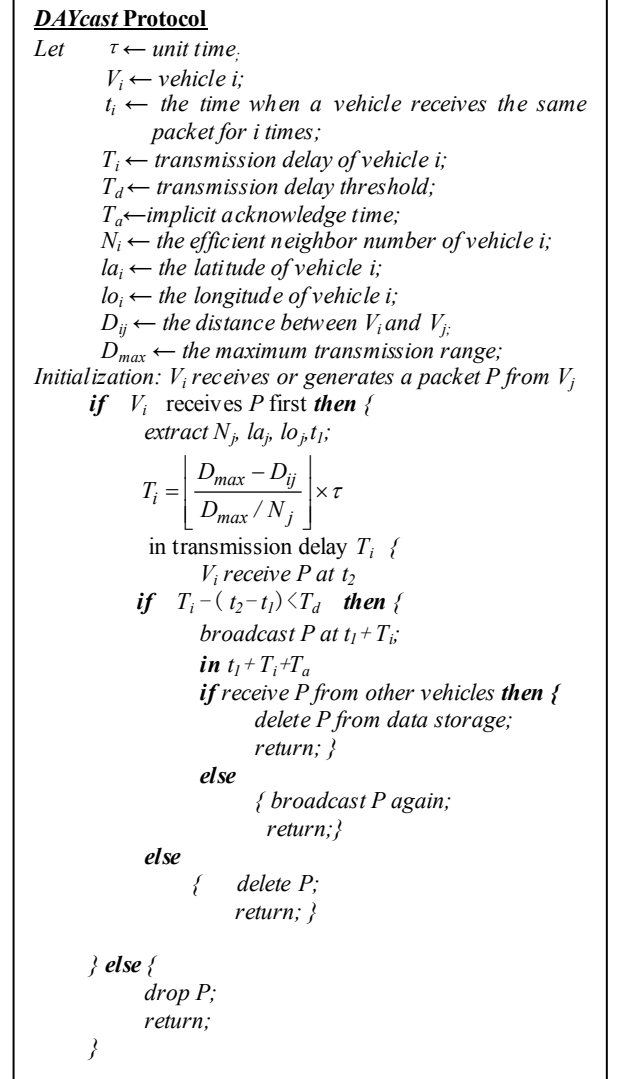 DAYcast Protocol
Let τ ← unit time;
V_i ← vehicle i;
t_i ← the time when a vehicle receives the same
packet for i times;
T_i ← transmission delay of vehicle i;
T_d ← transmission delay threshold;
T_a ← implicit acknowledge time;
N_i ← the efficient neighbor number of vehicle i;
la_i ← the latitude of vehicle i;
lo_i ← the longitude of vehicle i;
D_ij ← the distance between V_i and V_j;
D_max ← the maximum transmission range;
Initialization: V_i receives or generates a packet P from V_j
if V_i receives P first then {
extract N_j, la_j, lo_j, t_1;
T_i = ⌊ (D_max − D_ij) / (D_max / N_j) ⌋ × τ
in transmission delay T_i {
V_i receive P at t_2
if T_i −( t_2−t_1)<T_d then {
broadcast P at t_1+T_i;
in t_1+T_i+T_a
if receive P from other vehicles then {
delete P from data storage;
return; }
else
{ broadcast P again;
return;}
else
{ delete P;
return; }
} else {
drop P;
return;
}